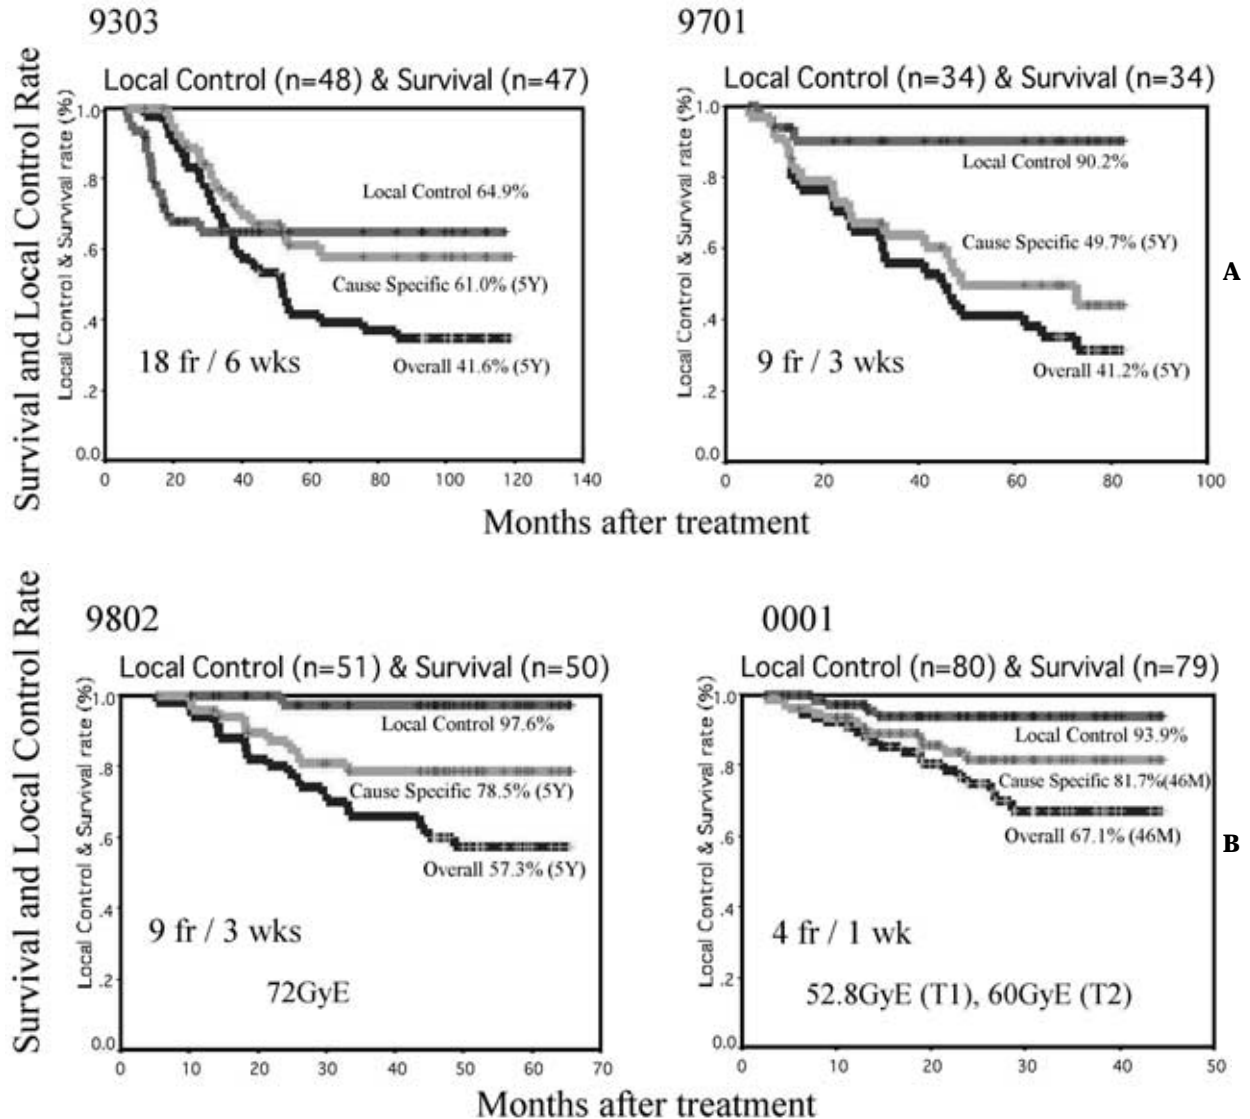 9303
Local Control (n=48) & Survival (n=47)
Survival and Local Control Rate
Local Control & Survival rate (%)
1.0
.8
.6
.4
.2
0.0
Local Control 64.9%
Cause Specific 61.0% (5Y)
Overall 41.6% (5Y)
18 fr / 6 wks
0 20 40 60 80 100 120 140
9701
Local Control (n=34) & Survival (n=34)
Local Control & Survival rate (%)
1.0
.8
.6
.4
.2
0.0
Local Control 90.2%
Cause Specific 49.7% (5Y)
Overall 41.2% (5Y)
9 fr / 3 wks
0 20 40 60 80 100
A
Months after treatment
9802
Local Control (n=51) & Survival (n=50)
Survival and Local Control Rate
Local Control & Survival rate (%)
1.0
.8
.6
.4
.2
0.0
Local Control 97.6%
Cause Specific 78.5% (5Y)
Overall 57.3% (5Y)
9 fr / 3 wks
72GyE
0 10 20 30 40 50 60 70
0001
Local Control (n=80) & Survival (n=79)
Local Control & Survival rate (%)
1.0
.8
.6
.4
.2
0.0
Local Control 93.9%
Cause Specific 81.7%(46M)
Overall 67.1% (46M)
4 fr / 1 wk
52.8GyE (T1), 60GyE (T2)
0 10 20 30 40 50
B
Months after treatment